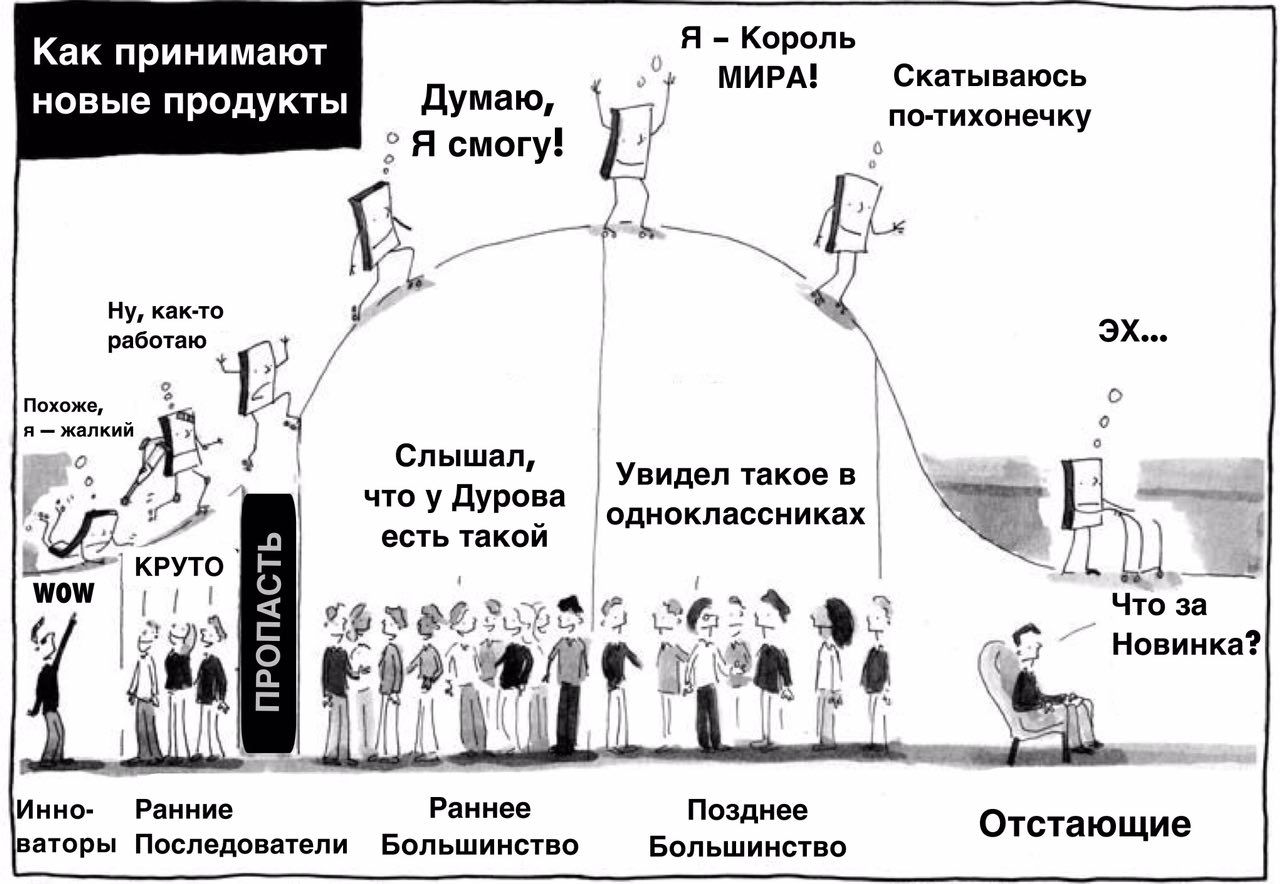 Как принимают
новые продукты
Я – Король
МИРА!
Скатываюсь
по-тихонечку
Думаю,
Я смогу!
Ну, как-то
работаю
ЭХ...
Похоже,
я — жалкий
Слышал,
что у Дурова
есть такой
Увидел такое в
одноклассниках
КРУТО
WOW
ПРОПАСТЬ
Что за
Новинка?
Инно-
ваторы
Ранние
Последователи
Раннее
Большинство
Позднее
Большинство
Отстающие